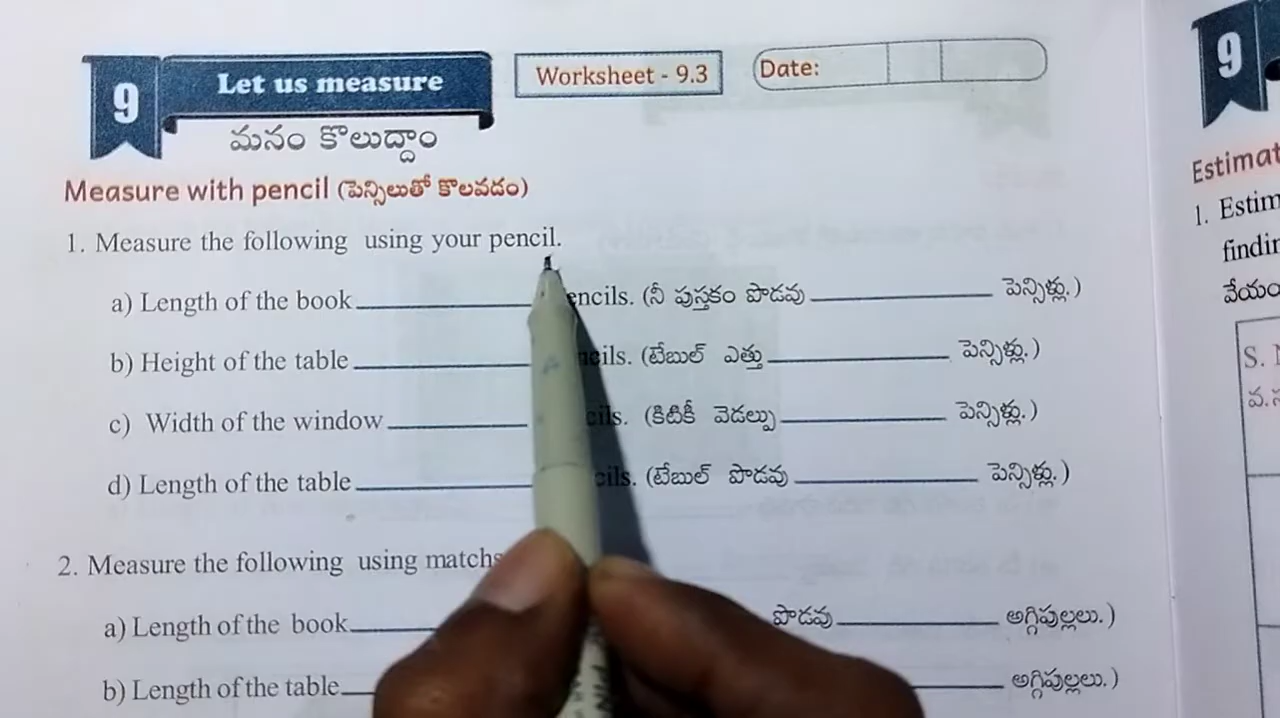 9 Let us measure Worksheet - 9.3 Date:
మనం కొలుద్దాం
Measure with pencil (పెన్సిలుతో కొలవడం)
1. Measure the following using your pencil.
a) Length of the book encils. (నీ పుస్తకం పొడవు పెన్సిళ్లు.)
b) Height of the table cils. (టేబుల్ ఎత్తు పెన్సిళ్లు.)
c) Width of the window cils. (కిటికీ వెడల్పు పెన్సిళ్లు.)
d) Length of the table cils. (టేబుల్ పొడవు పెన్సిళ్లు.)
2. Measure the following using matchs
a) Length of the book పొడవు అగ్గిపుల్లలు.)
b) Length of the table అగ్గిపుల్లలు.)
9
Estimat
1. Estim
findin
వేయం
S.
వ.స